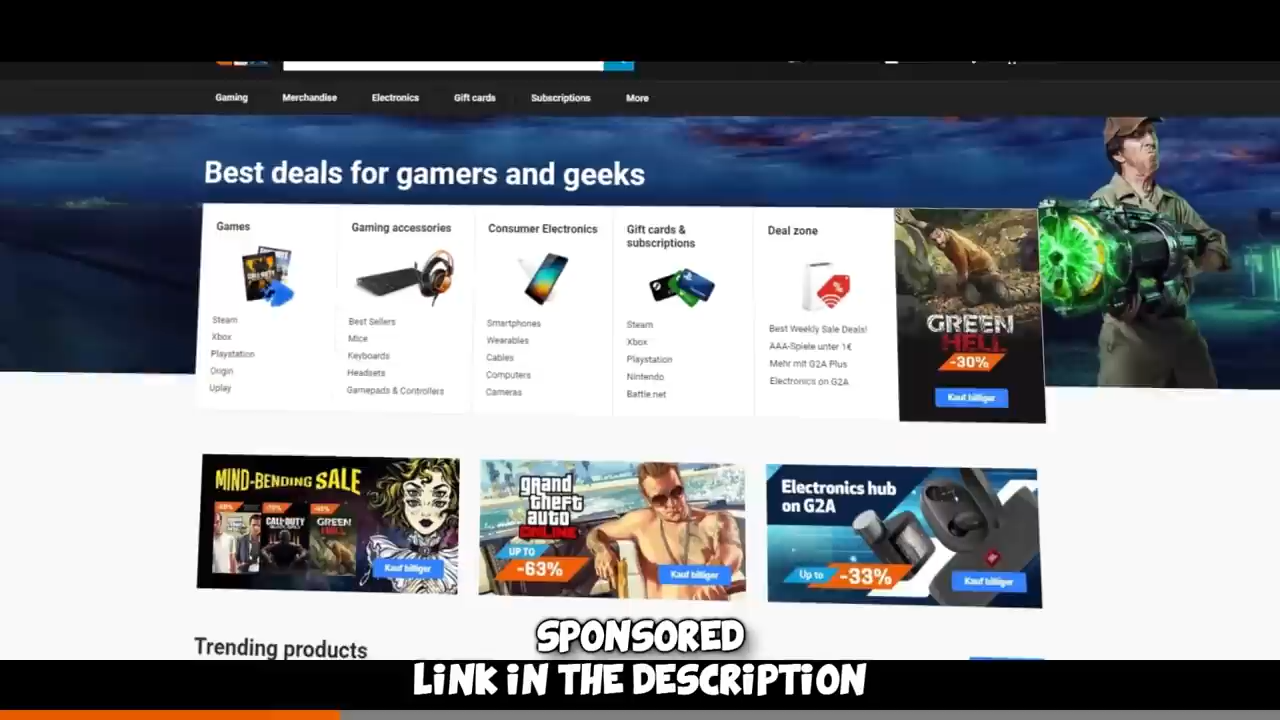 Gaming Merchandise Electronics Gift cards Subscriptions More
Best deals for gamers and geeks
Games
Steam
Xbox
Playstation
Origin
Uplay
Gaming accessories
Best Sellers
Mice
Keyboards
Headsets
Gamepads & Controllers
Consumer Electronics
Smartphones
Wearables
Cables
Computers
Cameras
Gift cards &
subscriptions
Steam
Xbox
Playstation
Nintendo
Battle.net
Deal zone
Best Weekly Sale Deals!
AAA-Spiele unter 1€
Mehr mit G2A Plus
Electronics on G2A
GREEN
HELL
-30%
Kauf billiger
MIND-BENDING SALE
CALL OF DUTY
GREEN
HELL
Kauf billiger
grand
theft
auto
ONLINE
UP TO
-63%
Kauf billiger
Electronics hub
on G2A
Up to -33%
Kauf billiger
Trending products
SPONSORED
LINK IN THE DESCRIPTION